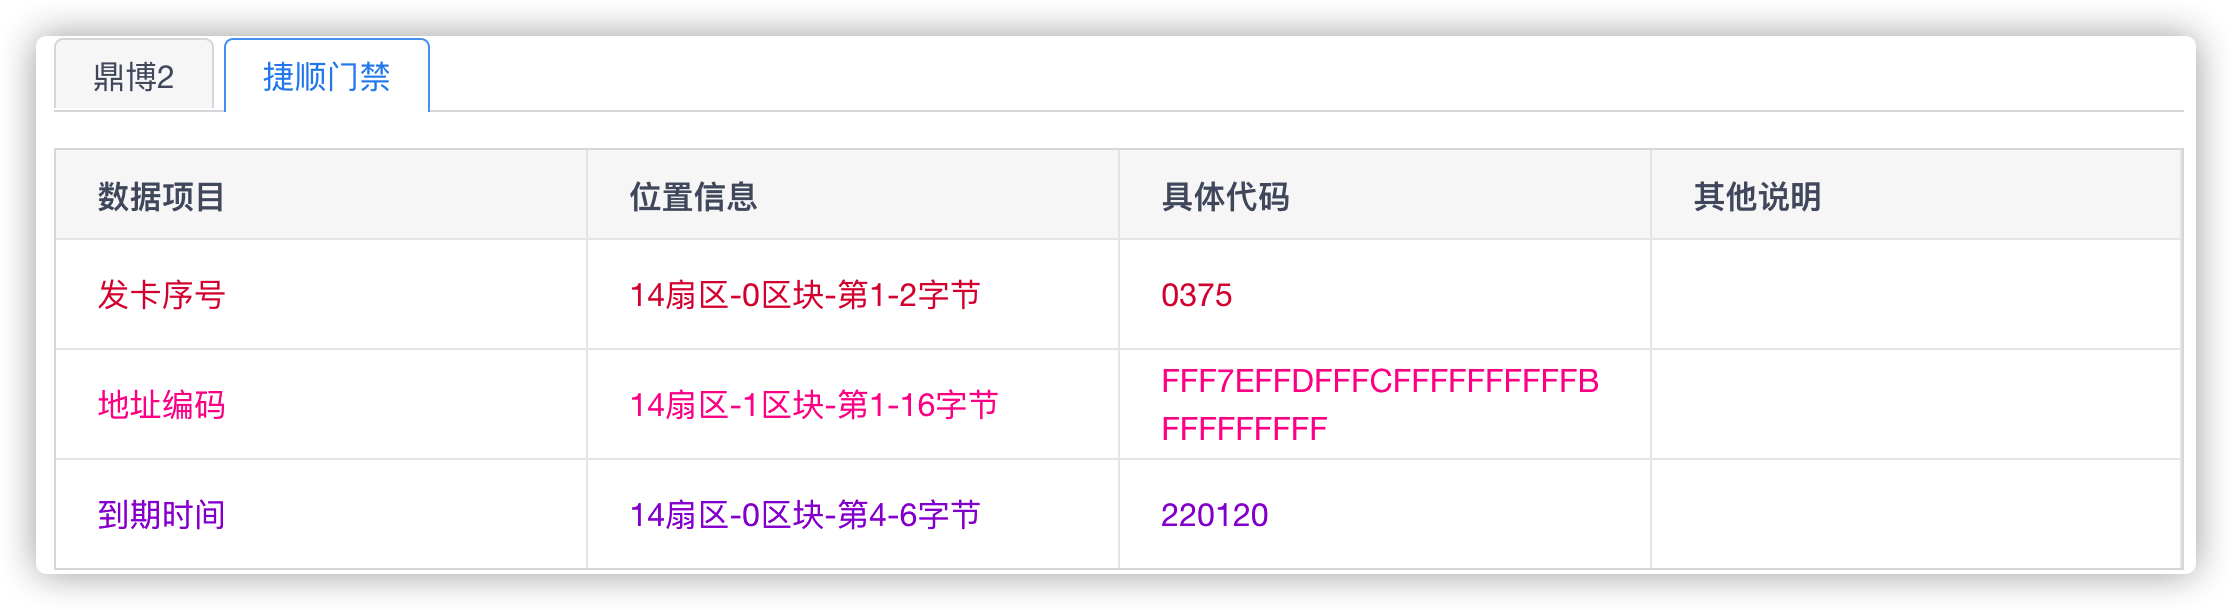 鼎博2 捷顺门禁
数据项目 位置信息 具体代码 其他说明
发卡序号 14扇区-0区块-第1-2字节 0375
地址编码 14扇区-1区块-第1-16字节 FFF7EFFDFFFCFFFFFFFFFFFB
FFFFFFFFF
到期时间 14扇区-0区块-第4-6字节 220120